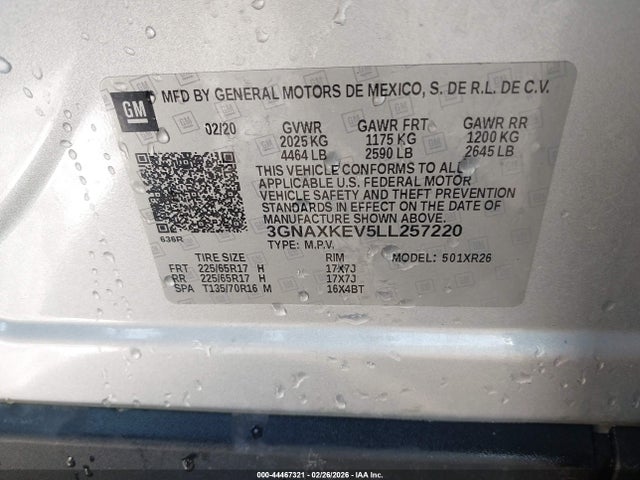 GM MFD BY GENERAL MOTORS DE MEXICO, S. DE R.L. DE C.V.
02/20 GVWR GAWR FRT GAWR RR
2025 KG 1175 KG 1200 KG
4464 LB 2590 LB 2645 LB
THIS VEHICLE CONFORMS TO ALL
APPLICABLE U.S. FEDERAL MOTOR
VEHICLE SAFETY AND THEFT PREVENTION
STANDARDS IN EFFECT ON THE DATE
OF MANUFACTURE SHOWN ABOVE.
636R 3GNAXKEV5LL257220
TYPE: M.P.V.
TIRE SIZE RIM MODEL: 501XR26
FRT 225/65R17 H 17X7J
RR 225/65R17 H 17X7J
SPA T135/70R16 M 16X4BT
000-44467321 - 02/26/2026 - IAA Inc.